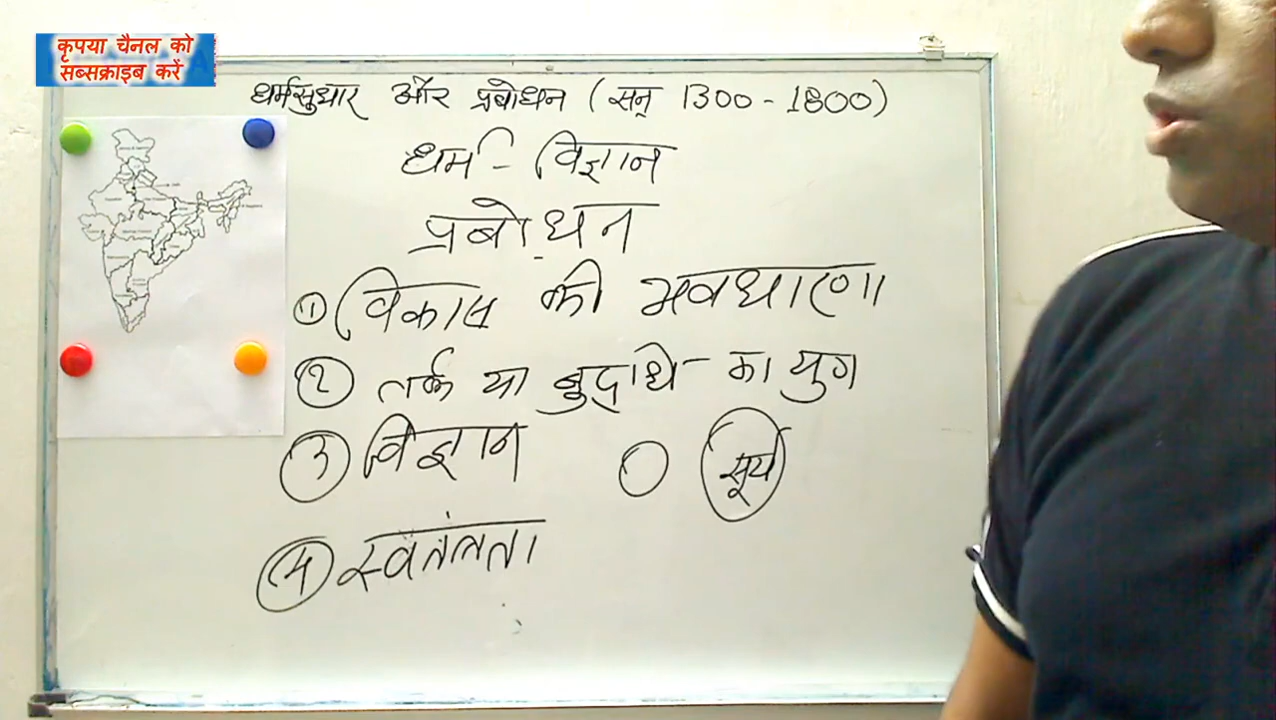 कृपया चैनल को
सब्सक्राइब करें
धर्मसुधार और प्रबोधन (सन् 1300 - 1800)
धर्म - विज्ञान
प्रबोधन
① विकास की अवधारणा
② तर्क या बुद्धि का युग
③ विज्ञान
सूर्य
④ स्वतंत्रता